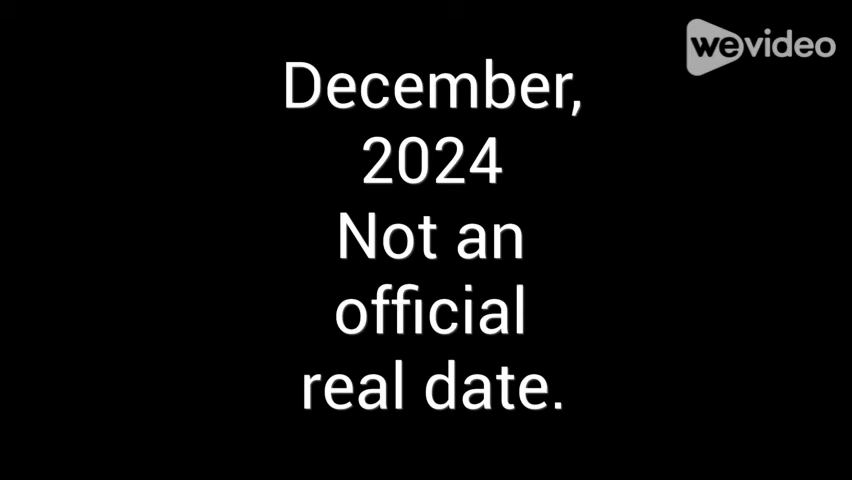 wevideo
December,
2024
Not an
official
real date.